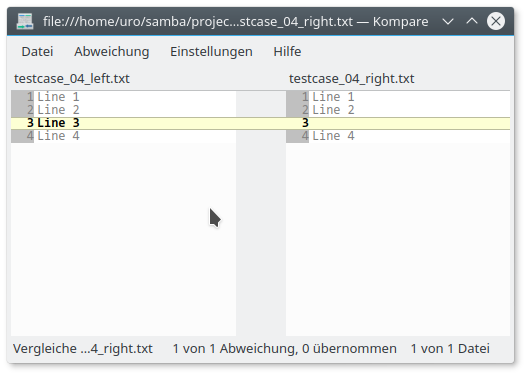 file:///home/uro/samba/projec...stcase_04_right.txt — Kompare
Datei Abweichung Einstellungen Hilfe
testcase_04_left.txt testcase_04_right.txt
1 Line 1 1 Line 1
2 Line 2 2 Line 2
3 Line 3 3
4 Line 4 4 Line 4
Vergleiche ...4_right.txt 1 von 1 Abweichung, 0 übernommen 1 von 1 Datei